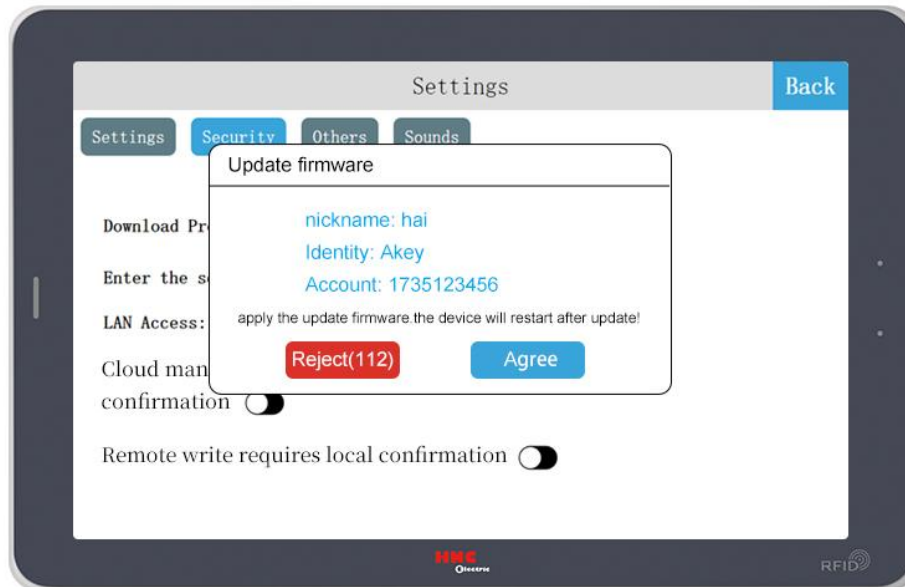 Settings
Back
Settings Security Others Sounds
Update firmware
nickname: hai
Identity: Akey
Account: 1735123456
apply the update firmware.the device will restart after update!
Reject(112) Agree
Download Pr
Enter the s
LAN Access:
Cloud man
confirmation
Remote write requires local confirmation
HNC
Electric
RFID